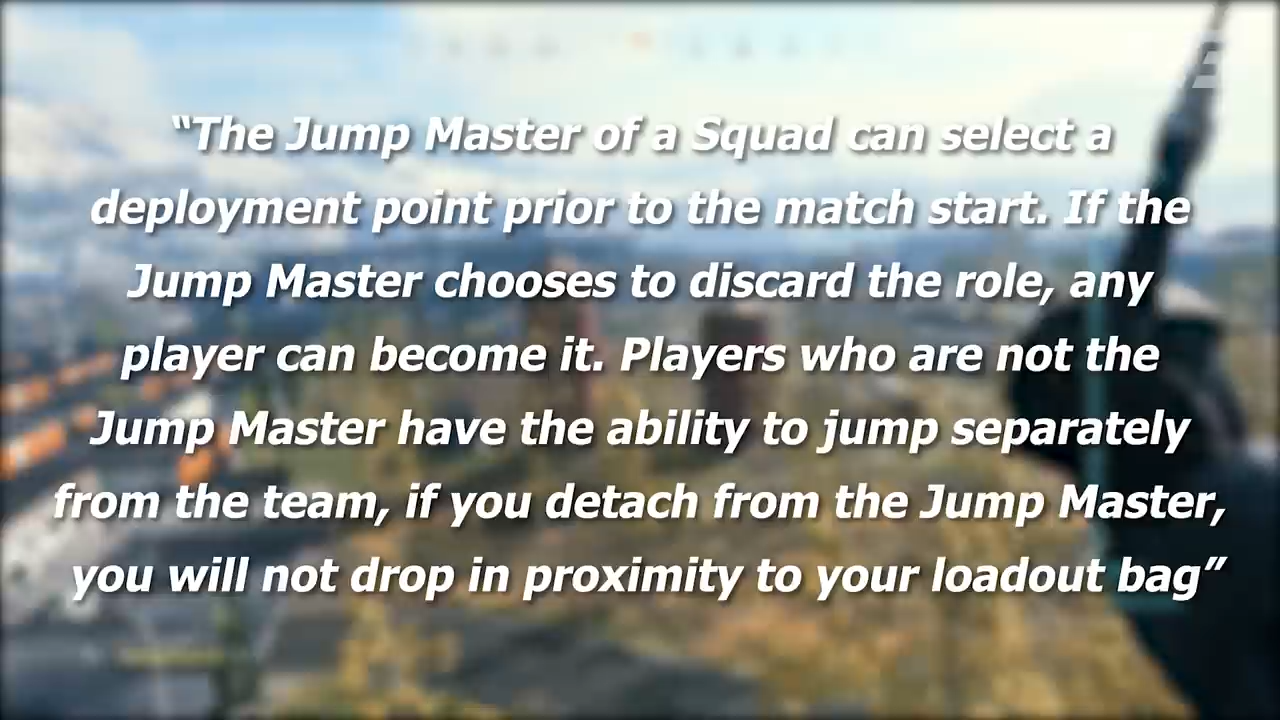 “The Jump Master of a Squad can select a
deployment point prior to the match start. If the
Jump Master chooses to discard the role, any
player can become it. Players who are not the
Jump Master have the ability to jump separately
from the team, if you detach from the Jump Master,
you will not drop in proximity to your loadout bag”